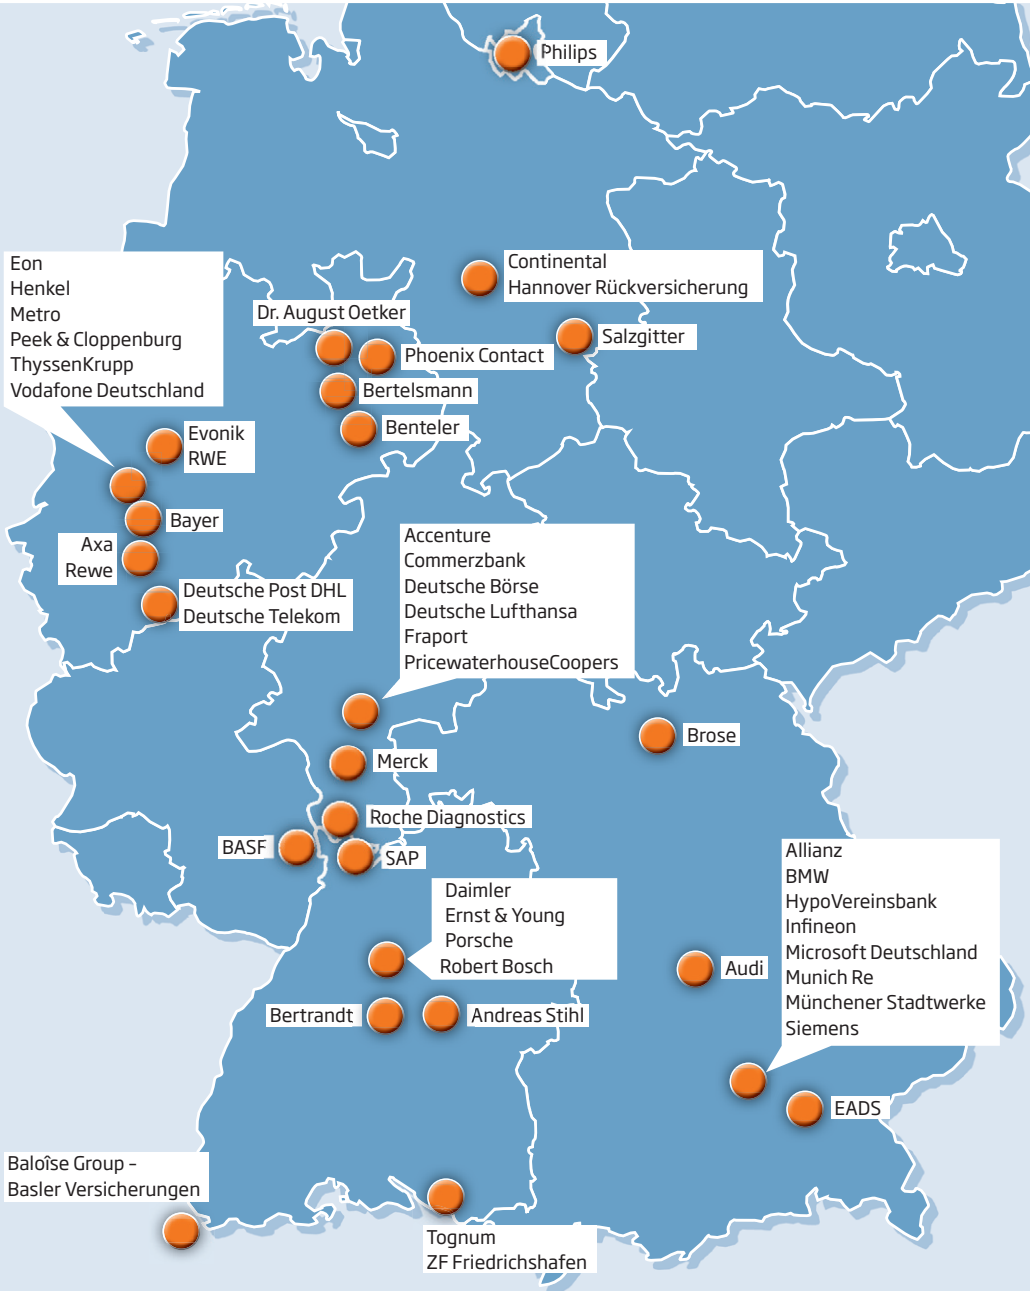 Philips
Eon
Henkel
Metro
Peek & Cloppenburg
ThyssenKrupp
Vodafone Deutschland
Continental
Hannover Rückversicherung
Dr. August Oetker
Salzgitter
Phoenix Contact
Bertelsmann
Benteler
Evonik
RWE
Bayer
Axa
Rewe
Deutsche Post DHL
Deutsche Telekom
Accenture
Commerzbank
Deutsche Börse
Deutsche Lufthansa
Fraport
PricewaterhouseCoopers
Brose
Merck
Roche Diagnostics
BASF
SAP
Daimler
Ernst & Young
Porsche
Robert Bosch
Allianz
BMW
HypoVereinsbank
Infineon
Microsoft Deutschland
Munich Re
Münchener Stadtwerke
Siemens
Audi
Bertrandt
Andreas Stihl
EADS
Baloîse Group –
Basler Versicherungen
Tognum
ZF Friedrichshafen